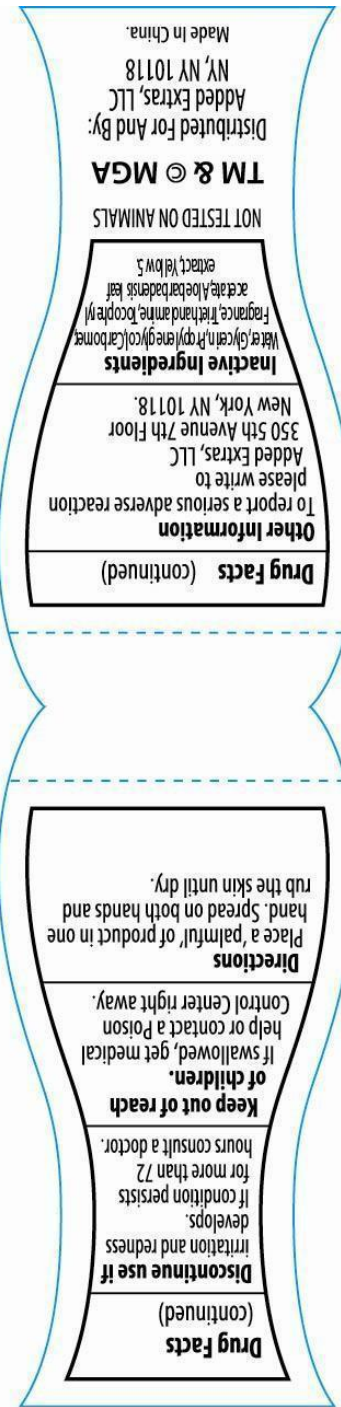 Drug Facts
(continued)
Discontinue use if
irritation and redness
develops.
If condition persists
for more than 72
hours consult a doctor.
Keep out of reach
of children.
If swallowed, get medical
help or contact a Poison
Control Center right away.
Directions
Place a 'palmful' of product in one
hand. Spread on both hands and
rub the skin until dry.
Drug Facts (continued)
Other Information
To report a serious adverse reaction
please write to
Added Extras, LLC
350 5th Avenue 7th Floor
New York, NY 10118.
Inactive Ingredients
Water, Glycerin, Propylene glycol, Carbomer,
Fragrance, Triethanolamine, Tocopheryl
acetate, Aloe barbadensis leaf
extract, Yellow 5
NOT TESTED ON ANIMALS
TM & © MGA
Distributed For And By:
Added Extras, LLC
NY, NY 10118
Made In China.